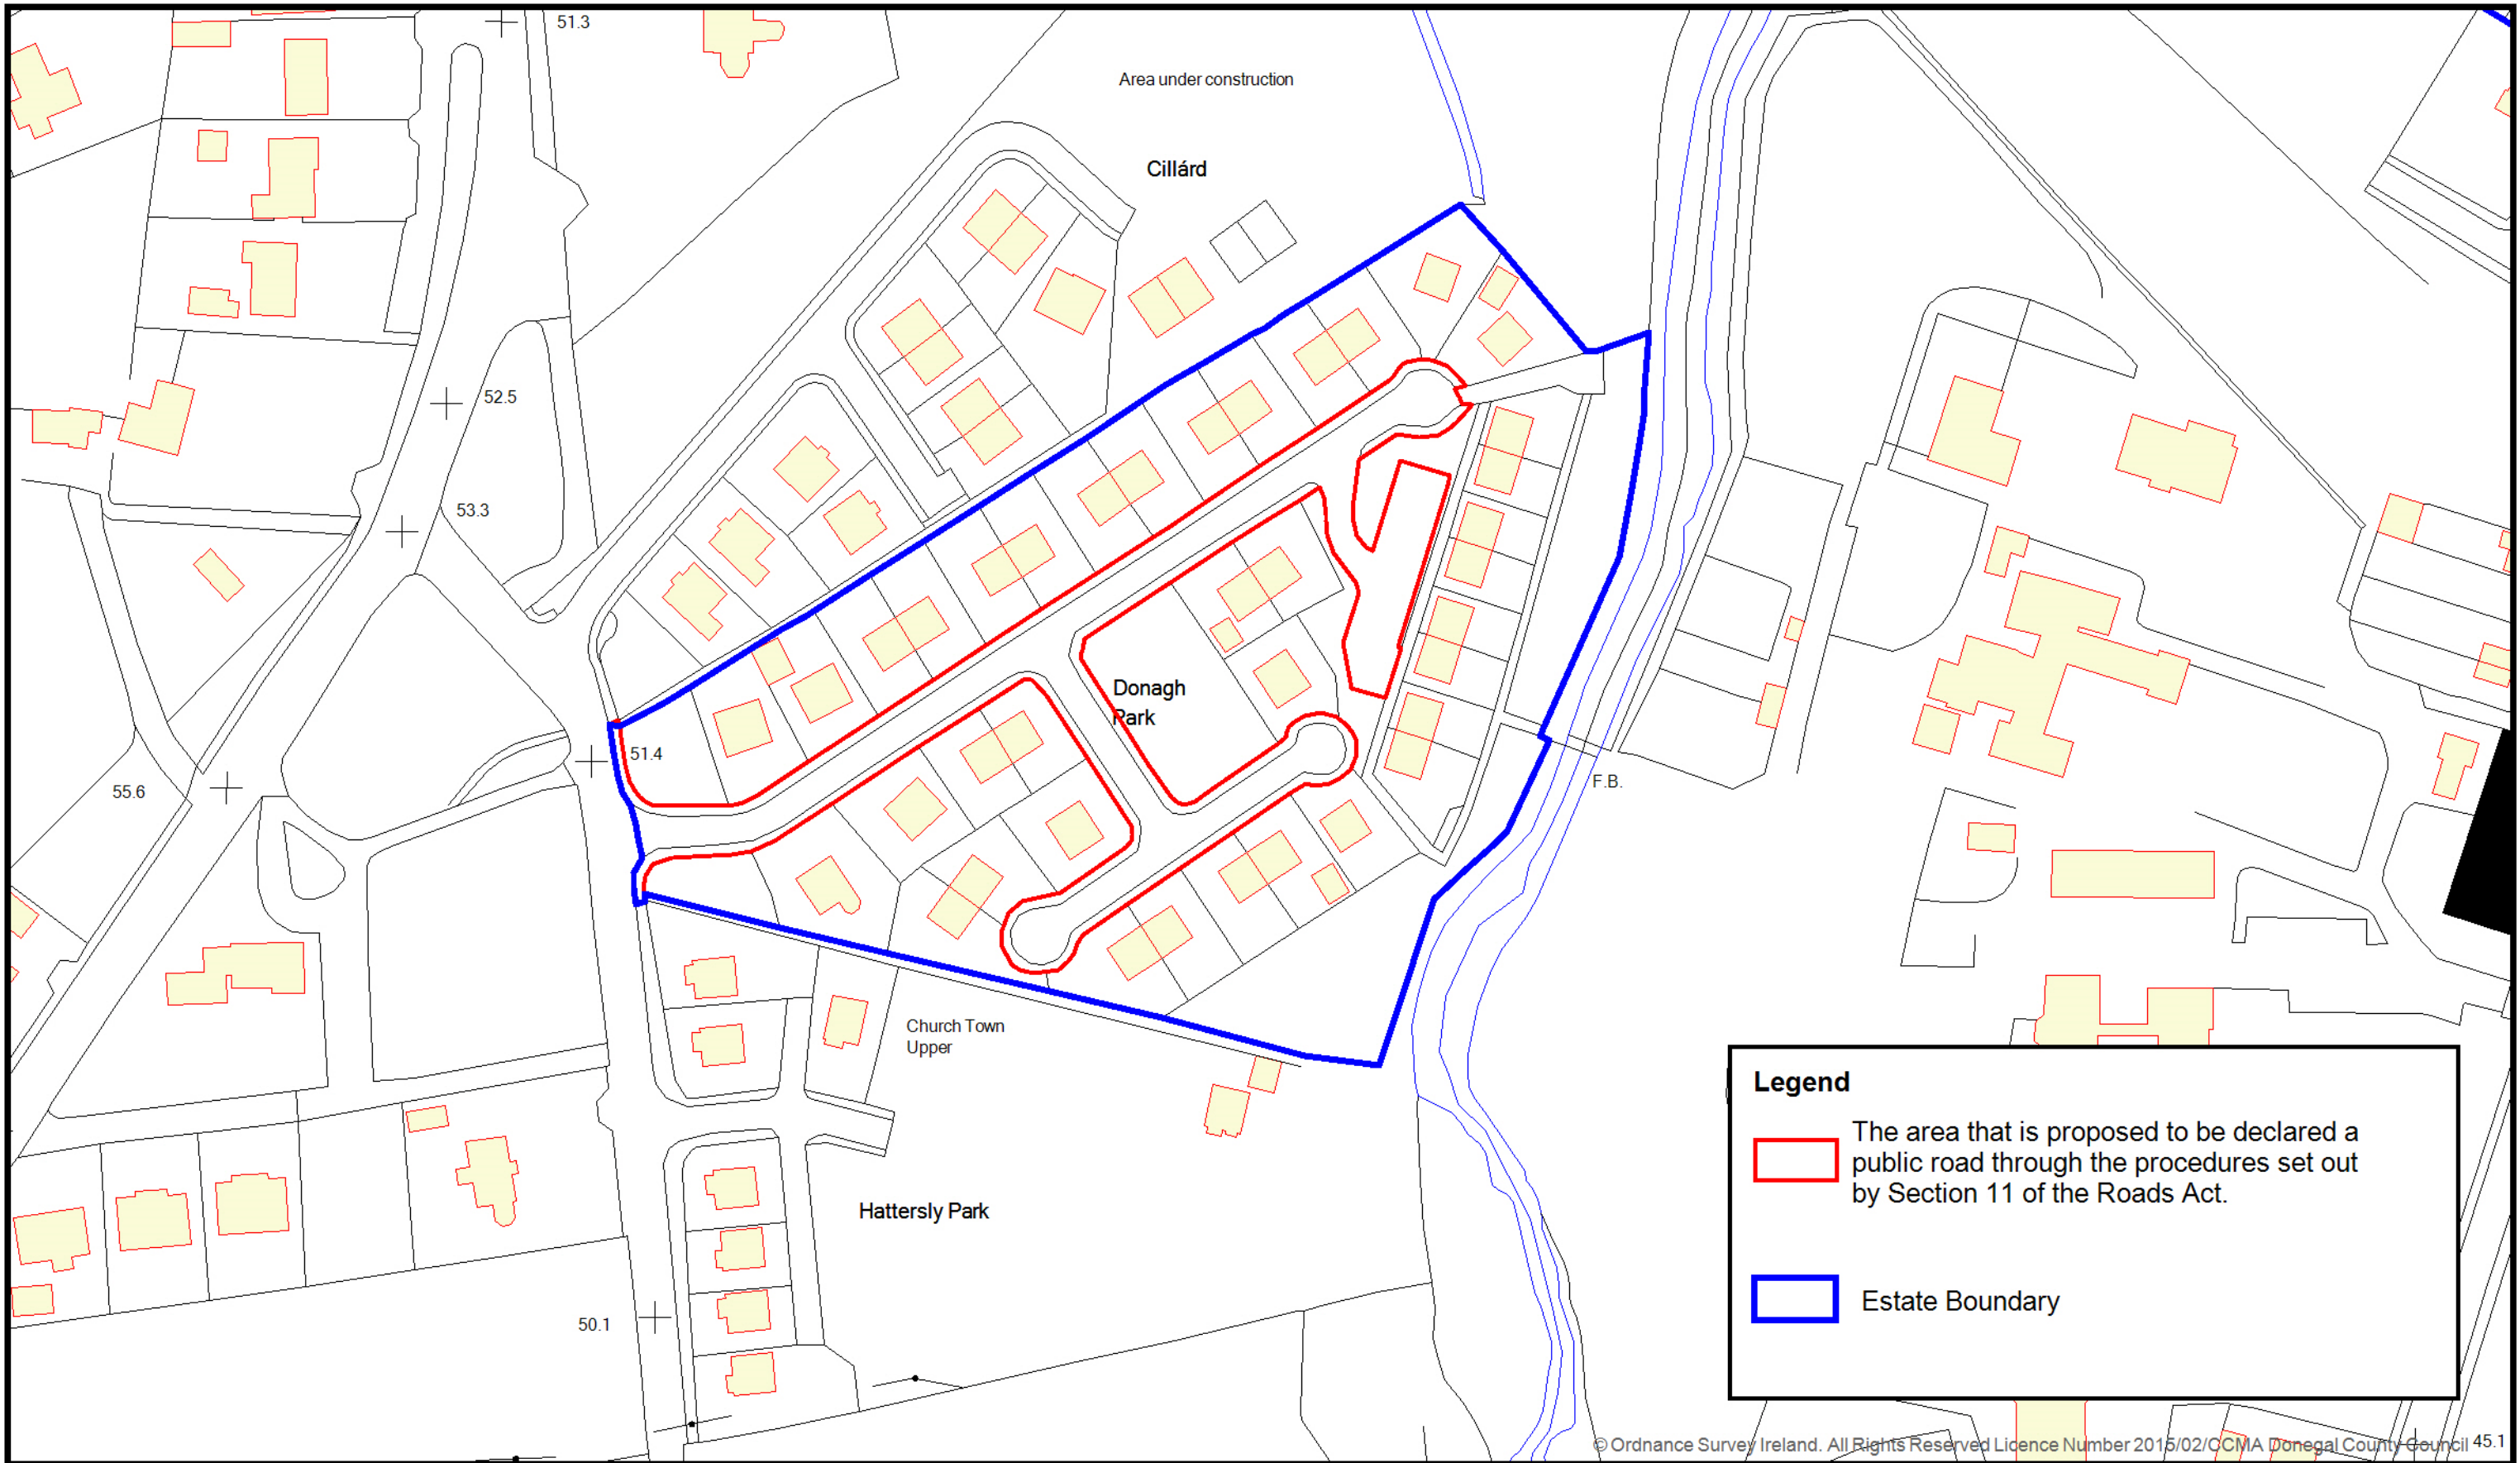 51.3
Area under construction
Cillárd
52.5
53.3
Donagh
Park
51.4
55.6
F.B.
Church Town
Upper
Hattersly Park
50.1
Legend
The area that is proposed to be declared a
public road through the procedures set out
by Section 11 of the Roads Act.
Estate Boundary
© Ordnance Survey Ireland. All Rights Reserved Licence Number 2015/02/CCMA Donegal County Council
45.1